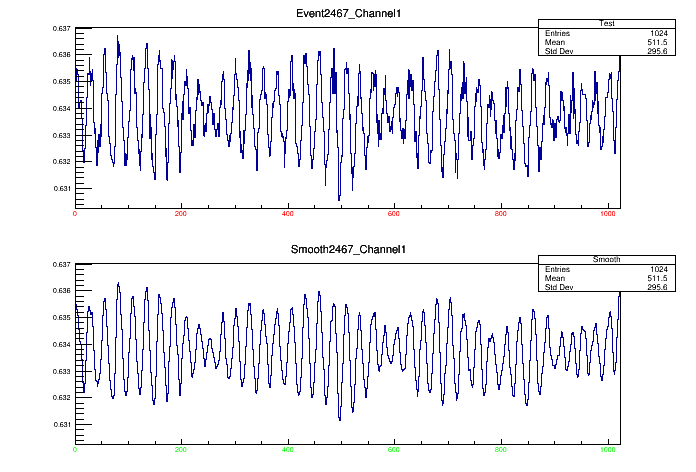 Event2467_Channel1
Test
Entries 1024
Mean 511.5
Std Dev 295.6
0.637
0.636
0.635
0.634
0.633
0.632
0.631
0 200 400 600 800 1000
Smooth2467_Channel1
Smooth
Entries 1024
Mean 511.5
Std Dev 295.6
0.637
0.636
0.635
0.634
0.633
0.632
0.631
0 200 400 600 800 1000